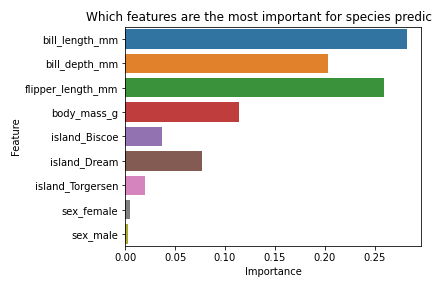 Which features are the most important for species predic
bill_length_mm
bill_depth_mm
flipper_length_mm
body_mass_g
island_Biscoe
island_Dream
island_Torgersen
sex_female
sex_male
Feature
0.00 0.05 0.10 0.15 0.20 0.25
Importance